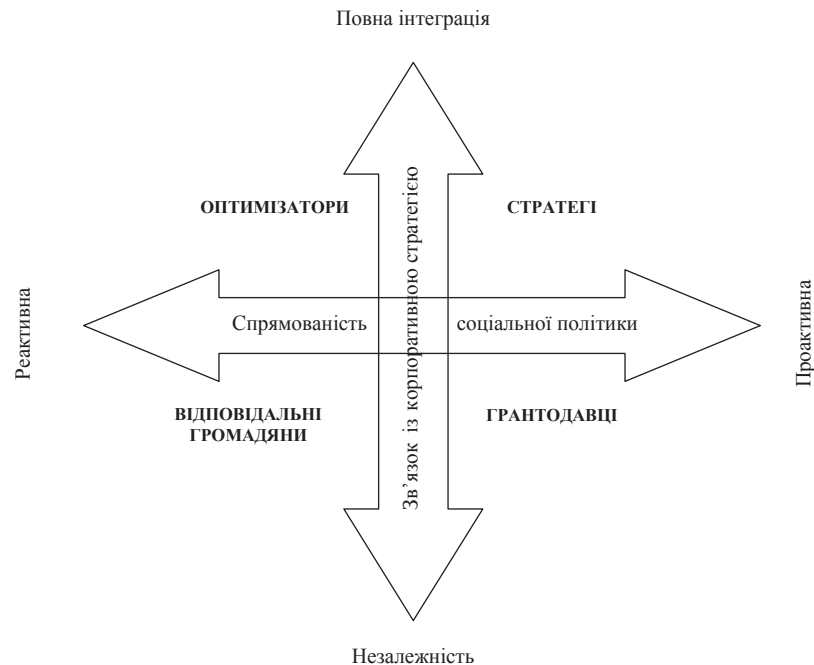 Повна інтеграція
ОПТИМІЗАТОРИ
СТРАТЕГІ
Реактивна
Спрямованість соціальної політики
Зв’язок із корпоративною стратегією
Проактивна
ВІДПОВІДАЛЬНІ
ГРОМАДЯНИ
ГРАНТОДАВЦІ
Незалежність